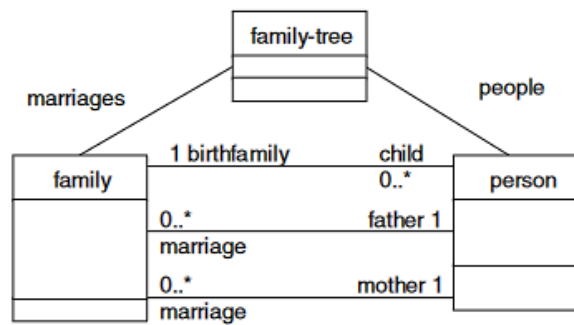 family-tree
marriages
people
1 birthfamily
child
family
0..*
person
0..*
father 1
marriage
0..*
mother 1
marriage